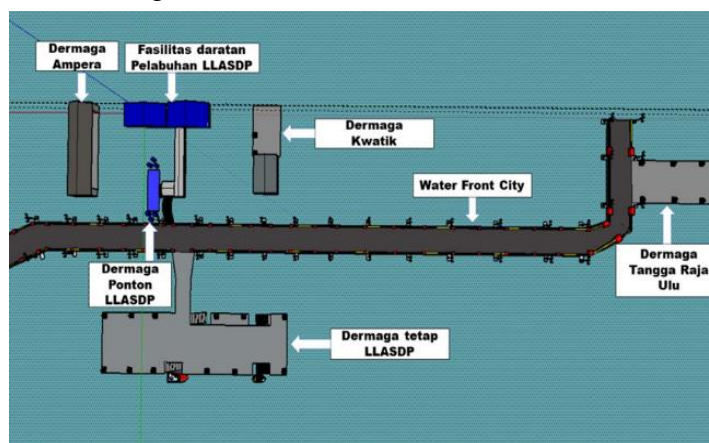 Dermaga
Ampera
Fasilitas daratan
Pelabuhan LLASDP
Dermaga
Kwatik
Water Front City
Dermaga
Tangga Raja
Ulu
Dermaga
Ponton
LLASDP
Dermaga tetap
LLASDP